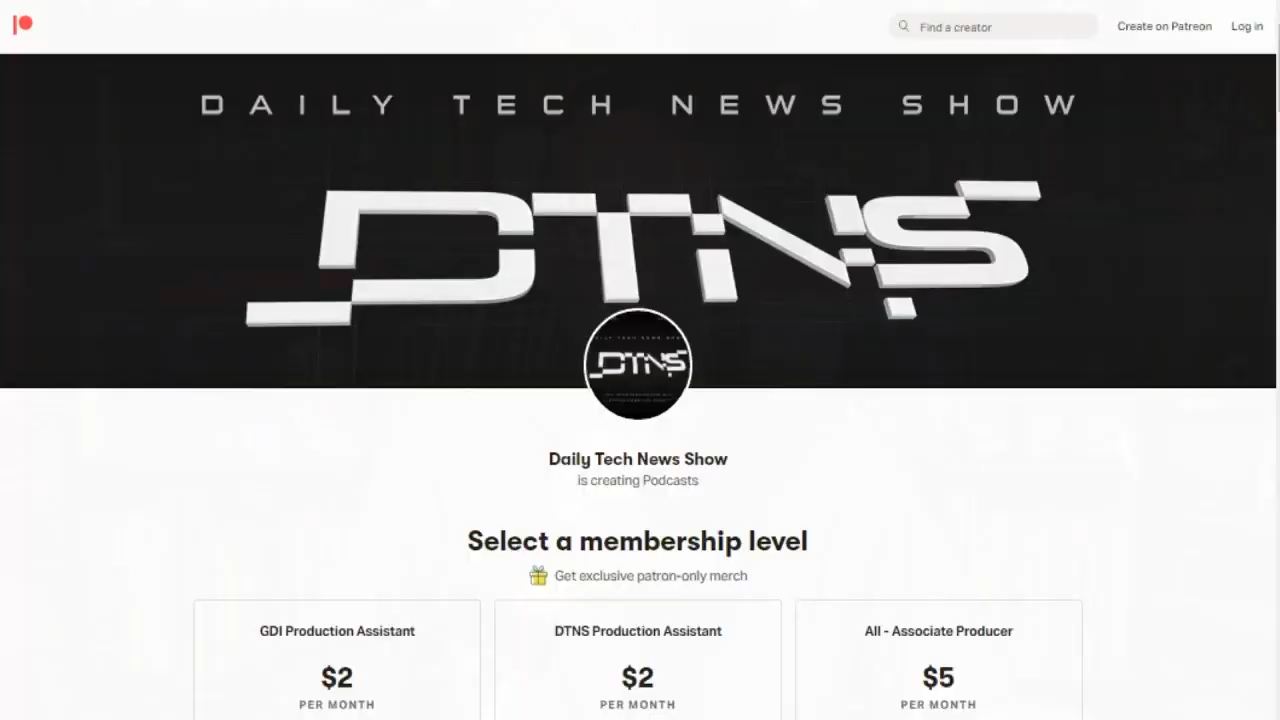 Find a creator
Create on Patreon
Log in
DAILY TECH NEWS SHOW
DTNS
DTNS
Daily Tech News Show
is creating Podcasts
Select a membership level
Get exclusive patron-only merch
GDI Production Assistant
$2
PER MONTH
DTNS Production Assistant
$2
PER MONTH
All - Associate Producer
$5
PER MONTH